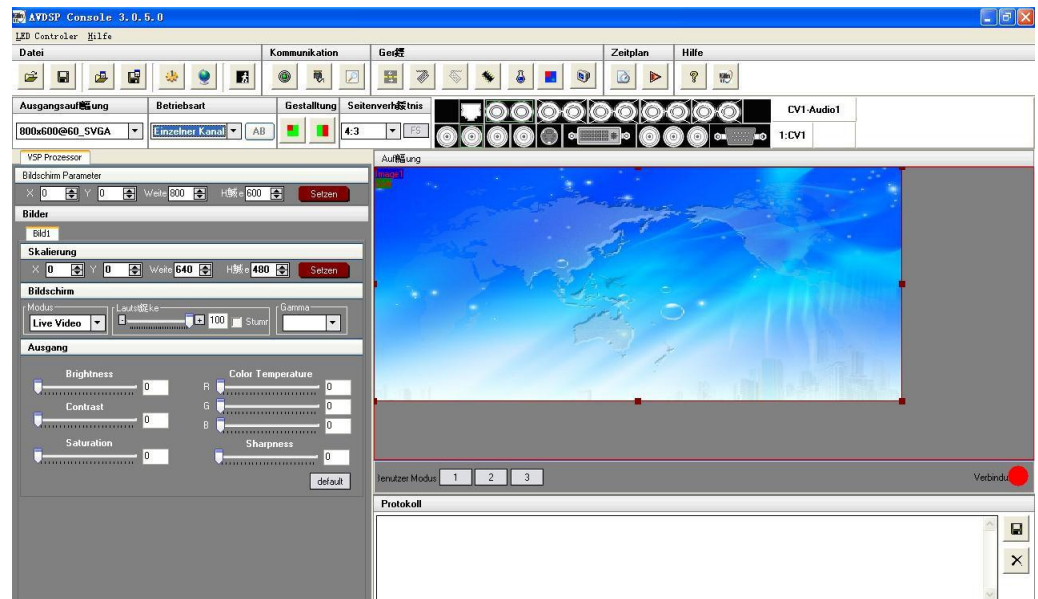 AVDSP Console 3.0.5.0
LED Controler Hilfe
Datei Kommunikation Zeitplan Hilfe
Betriebsart Gestalltung
CV1-Audio1
800x600@60_SVGA Einzelner Kanal AB 4:3 FS 1:CV1
VSP Prozessor
Bildschirm Parameter
X 0 Y 0 Weite 800 600 Setzen
Bilder
Bild1
Skalierung
X 0 Y 0 Weite 640 480 Setzen
Bildschirm
Modus Gamma
Live Video - + 100 Stumr
Ausgang
Brightness 0
Contrast 0
Saturation 0
Color Temperature
R 0
G 0
B 0
Sharpness 0
default
Image1
Benutzer Modus 1 2 3 Verbindu
Protokoll